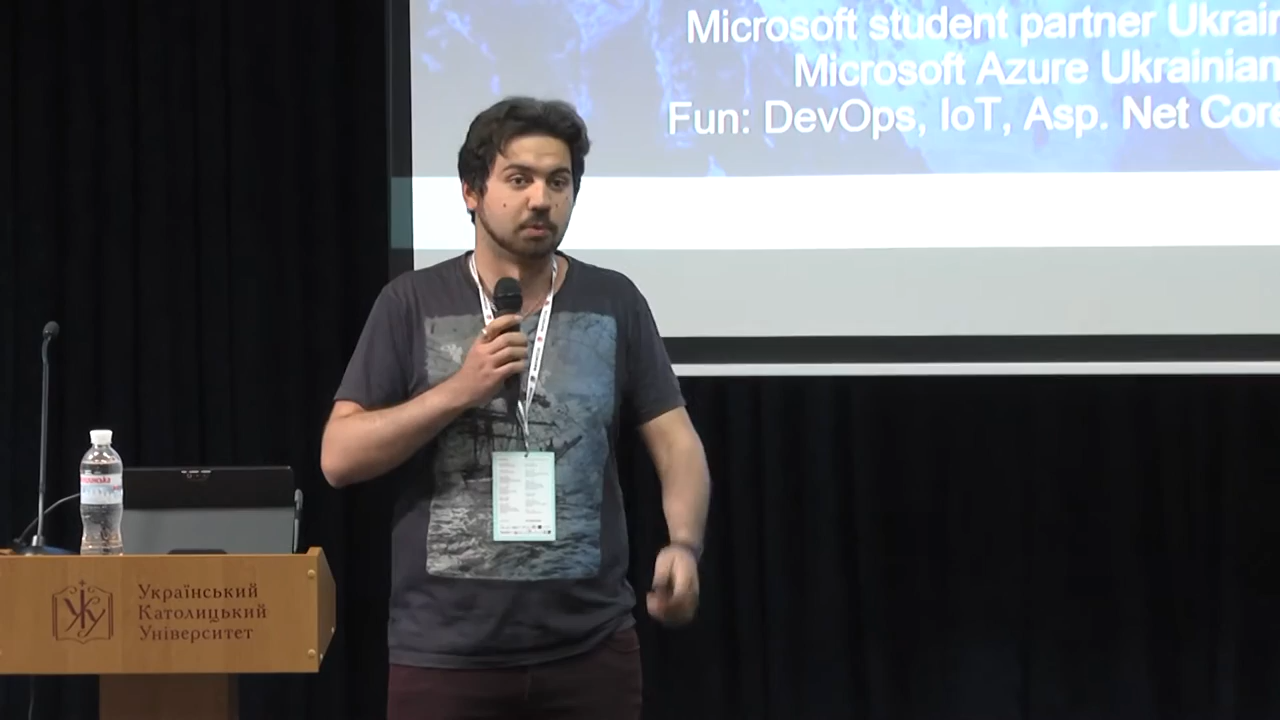 Microsoft student partner Ukrain
Microsoft Azure Ukrainian
Fun: DevOps, IoT, Asp. Net Core
Український
Католицький
Університет